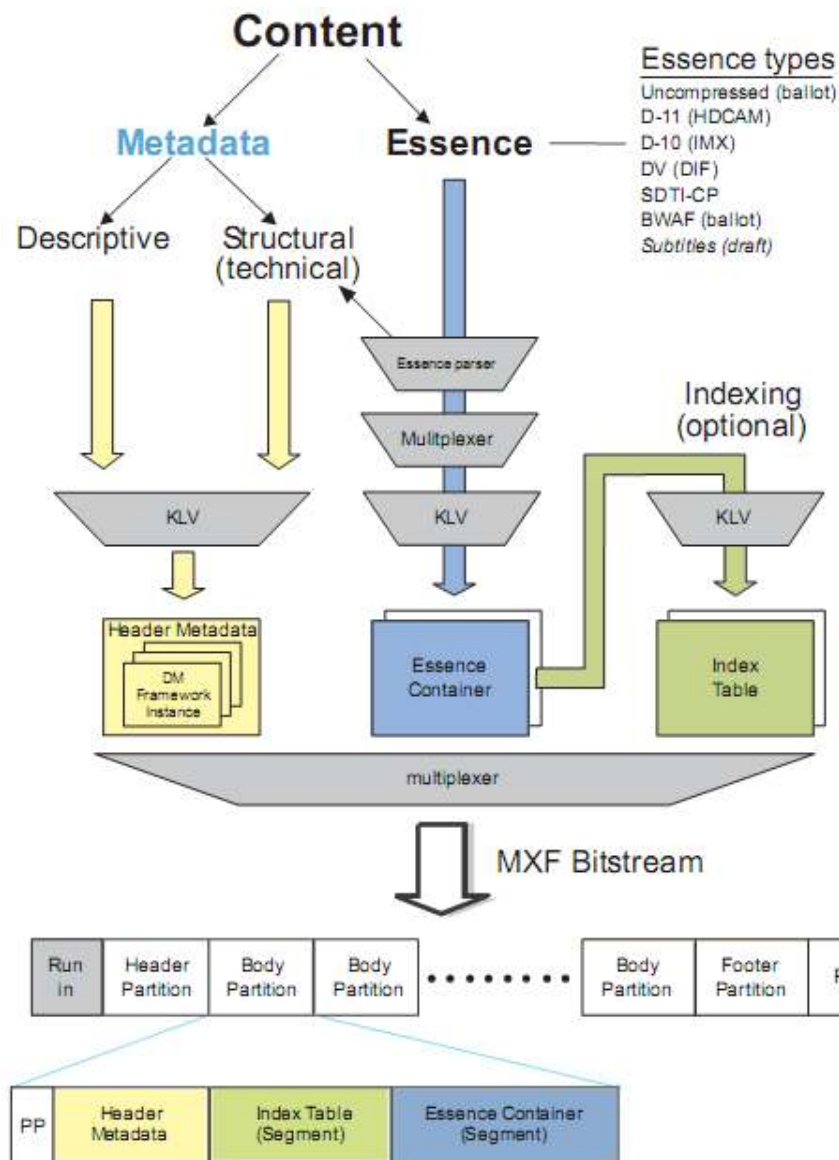 Content
Essence types
Uncompressed (ballot)
D-11 (HDCAM)
D-10 (IMX)
DV (DIF)
SDTI-CP
BWAF (ballot)
Subtitles (draft)
Metadata
Essence
Descriptive
Structural
(technical)
Essence parser
Mulitplexer
Indexing
(optional)
KLV
KLV
KLV
Header Metadata
DM
Framework
Instance
Essence
Container
Index
Table
multiplexer
MXF Bitstream
Run
in
Header
Partition
Body
Partition
Body
Partition
Body
Partition
Footer
Partition
PP
Header
Metadata
Index Table
(Segment)
Essence Container
(Segment)